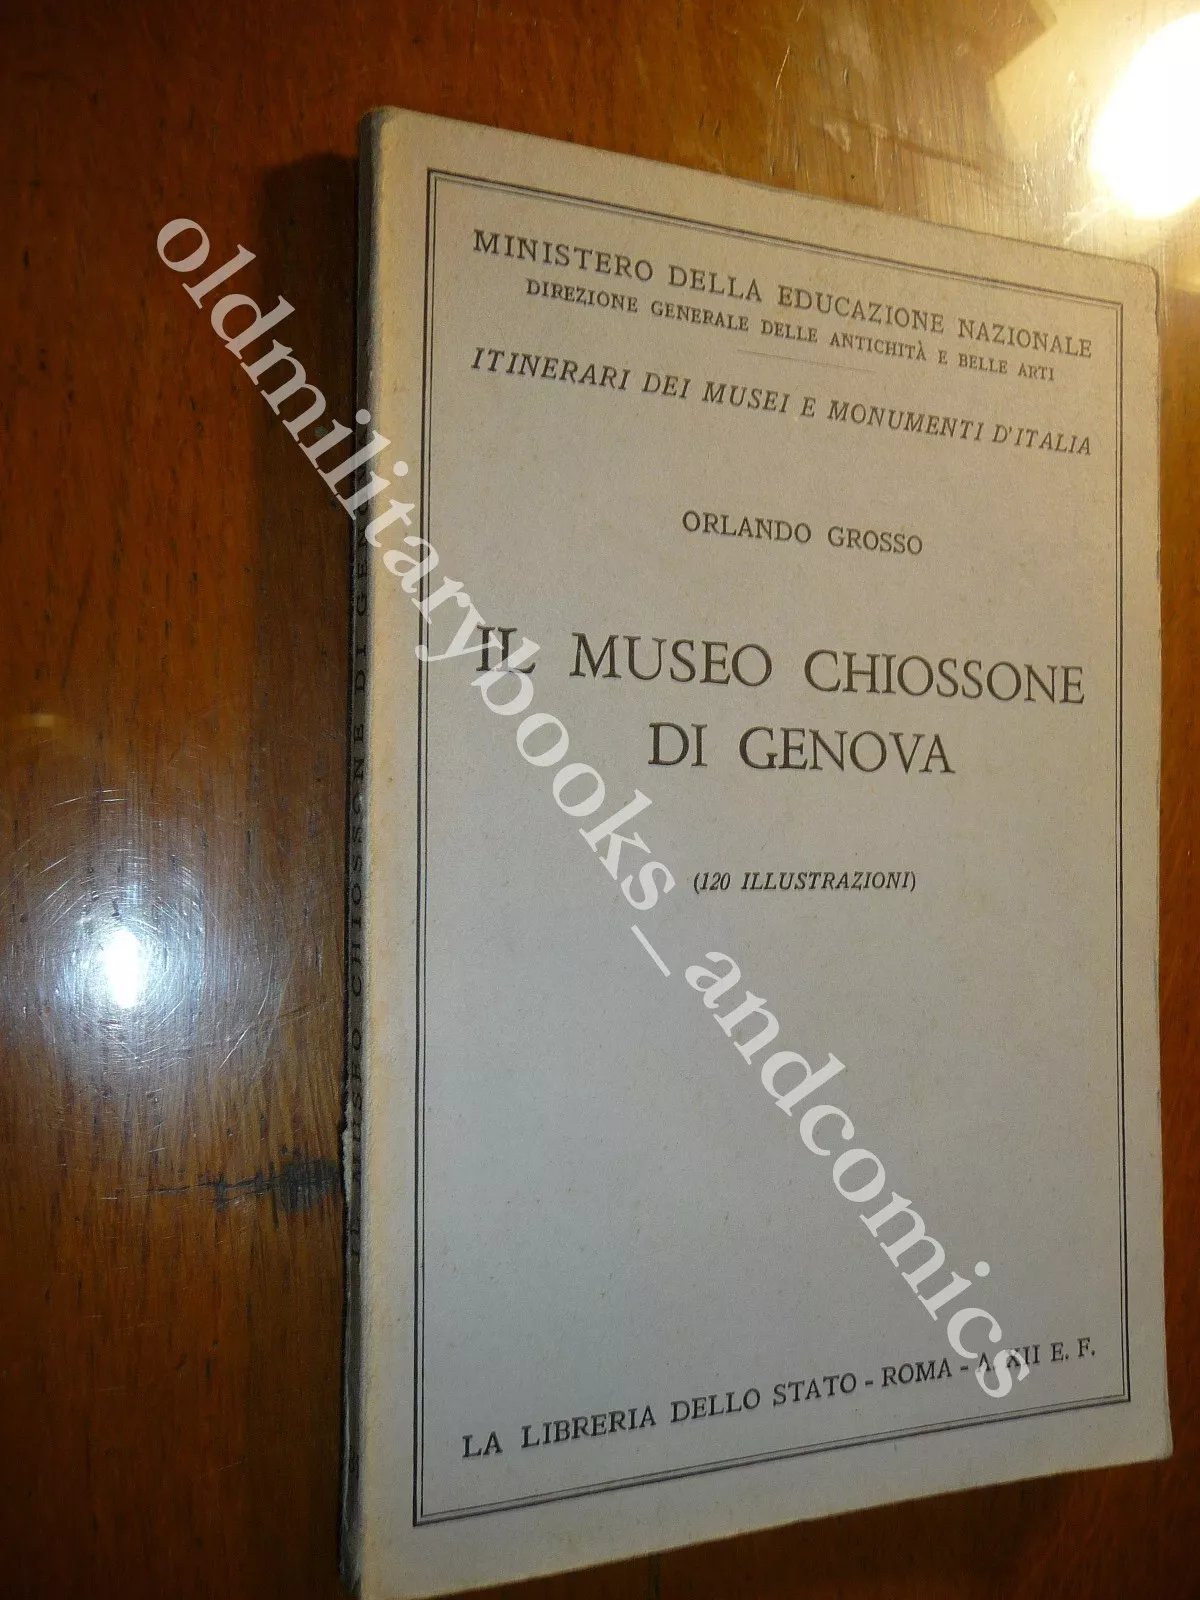 MINISTERO DELLA EDUCAZIONE NAZIONALE
DIREZIONE GENERALE DELLE ANTICHITÀ E BELLE ARTI
ITINERARI DEI MUSEI E MONUMENTI D'ITALIA
ORLANDO GROSSO
IL MUSEO CHIOSSONE
DI GENOVA
(120 ILLUSTRAZIONI)
LA LIBRERIA DELLO STATO - ROMA - A. XII E. F.
IL MUSEO CHIOSSONE DI GENOVA
oldmilitarybooks_andcomics